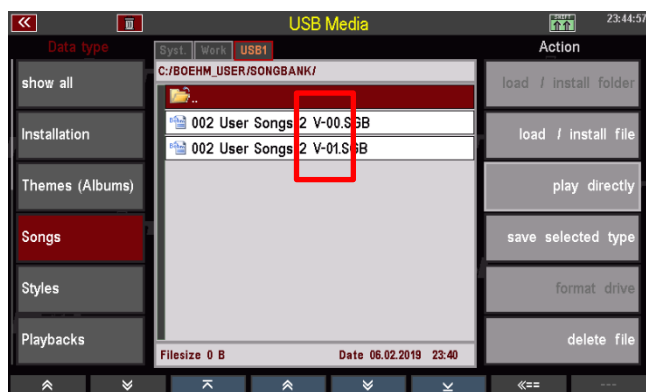 USB Media
23:44:57
Data type
Syst. Work USB1
Action
C:/BOEHM_USER/SONGBANK/
show all
..
load / install folder
002 User Songs 2 V-00.SGB
Installation
002 User Songs 2 V-01.SGB
load / install file
Themes (Albums)
play directly
Songs
save selected type
Styles
format drive
Playbacks
delete file
Filesize 0 B Date 06.02.2019 23:40
«==
---